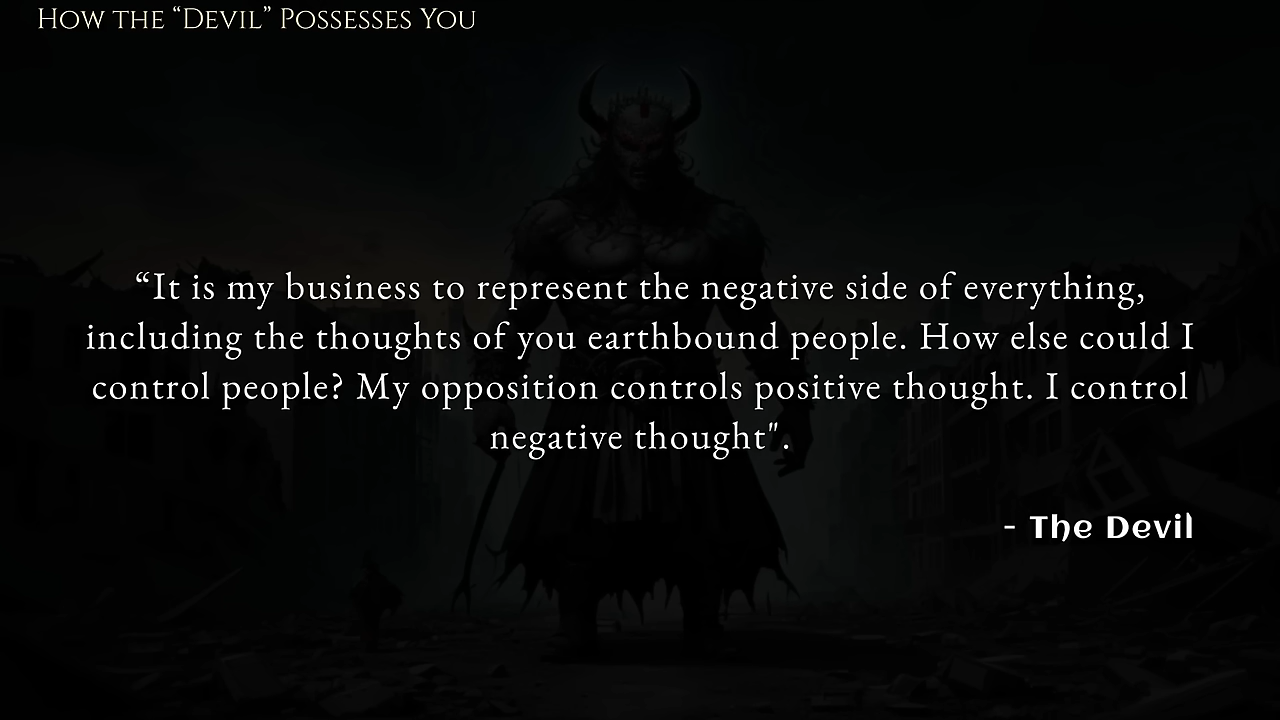 How the “Devil” Possesses You
“It is my business to represent the negative side of everything,
including the thoughts of you earthbound people. How else could I
control people? My opposition controls positive thought. I control
negative thought".
- The Devil